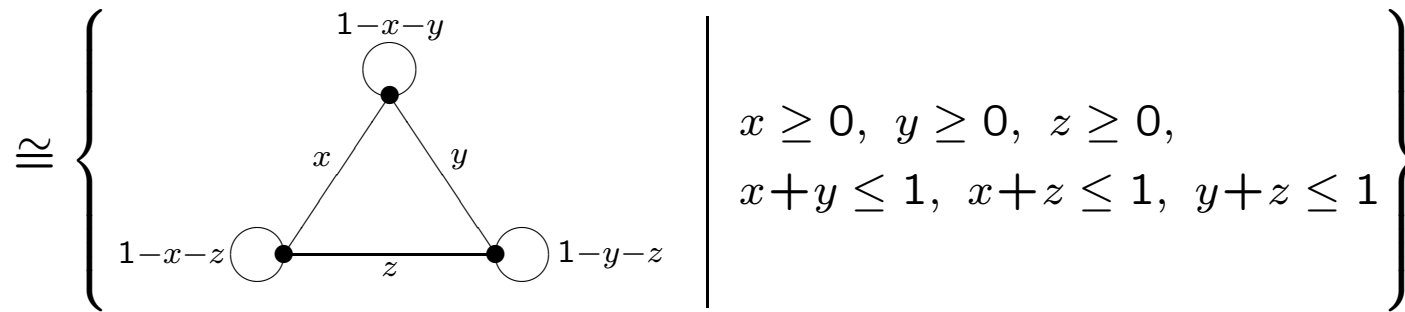 1−x−y
≅ { x y | x ≥ 0, y ≥ 0, z ≥ 0,
1−x−z z 1−y−z x+y ≤ 1, x+z ≤ 1, y+z ≤ 1 }